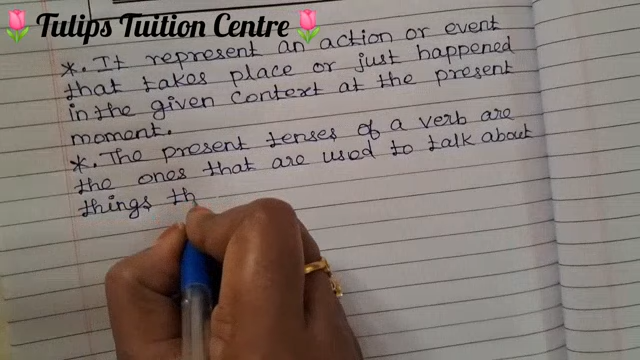 🌷 Tulips Tuition Centre 🌷
*. It represent an action or event
that takes place or just happened
in the given context at the present
moment.
*. The present tenses of a verb are
the ones that are used to talk about
things th